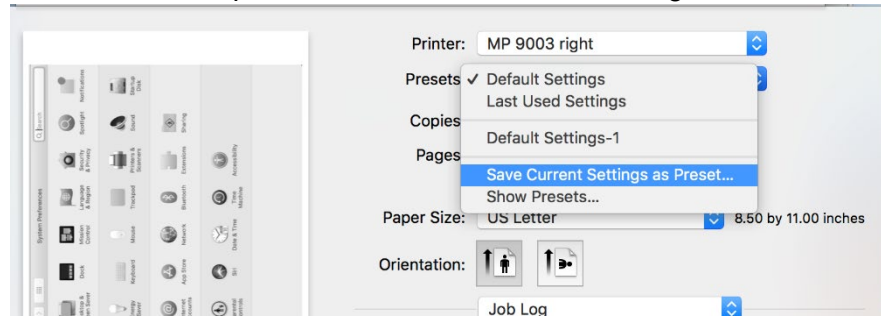 Printer: MP 9003 right
Presets ✓ Default Settings
Last Used Settings
Copies
Default Settings-1
Pages
Save Current Settings as Preset...
Show Presets...
Paper Size: US Letter 8.50 by 11.00 inches
Orientation:
Job Log
System Preferences
Search
Dock
Mission Control
Language & Region
Security & Privacy
Spotlight
Notifications
Keyboard
Mouse
Trackpad
Printers & Scanners
Sound
Startup Disk
App Store
Network
Bluetooth
Extensions
Sharing
Siri
Date & Time
Time Machine
Accessibility